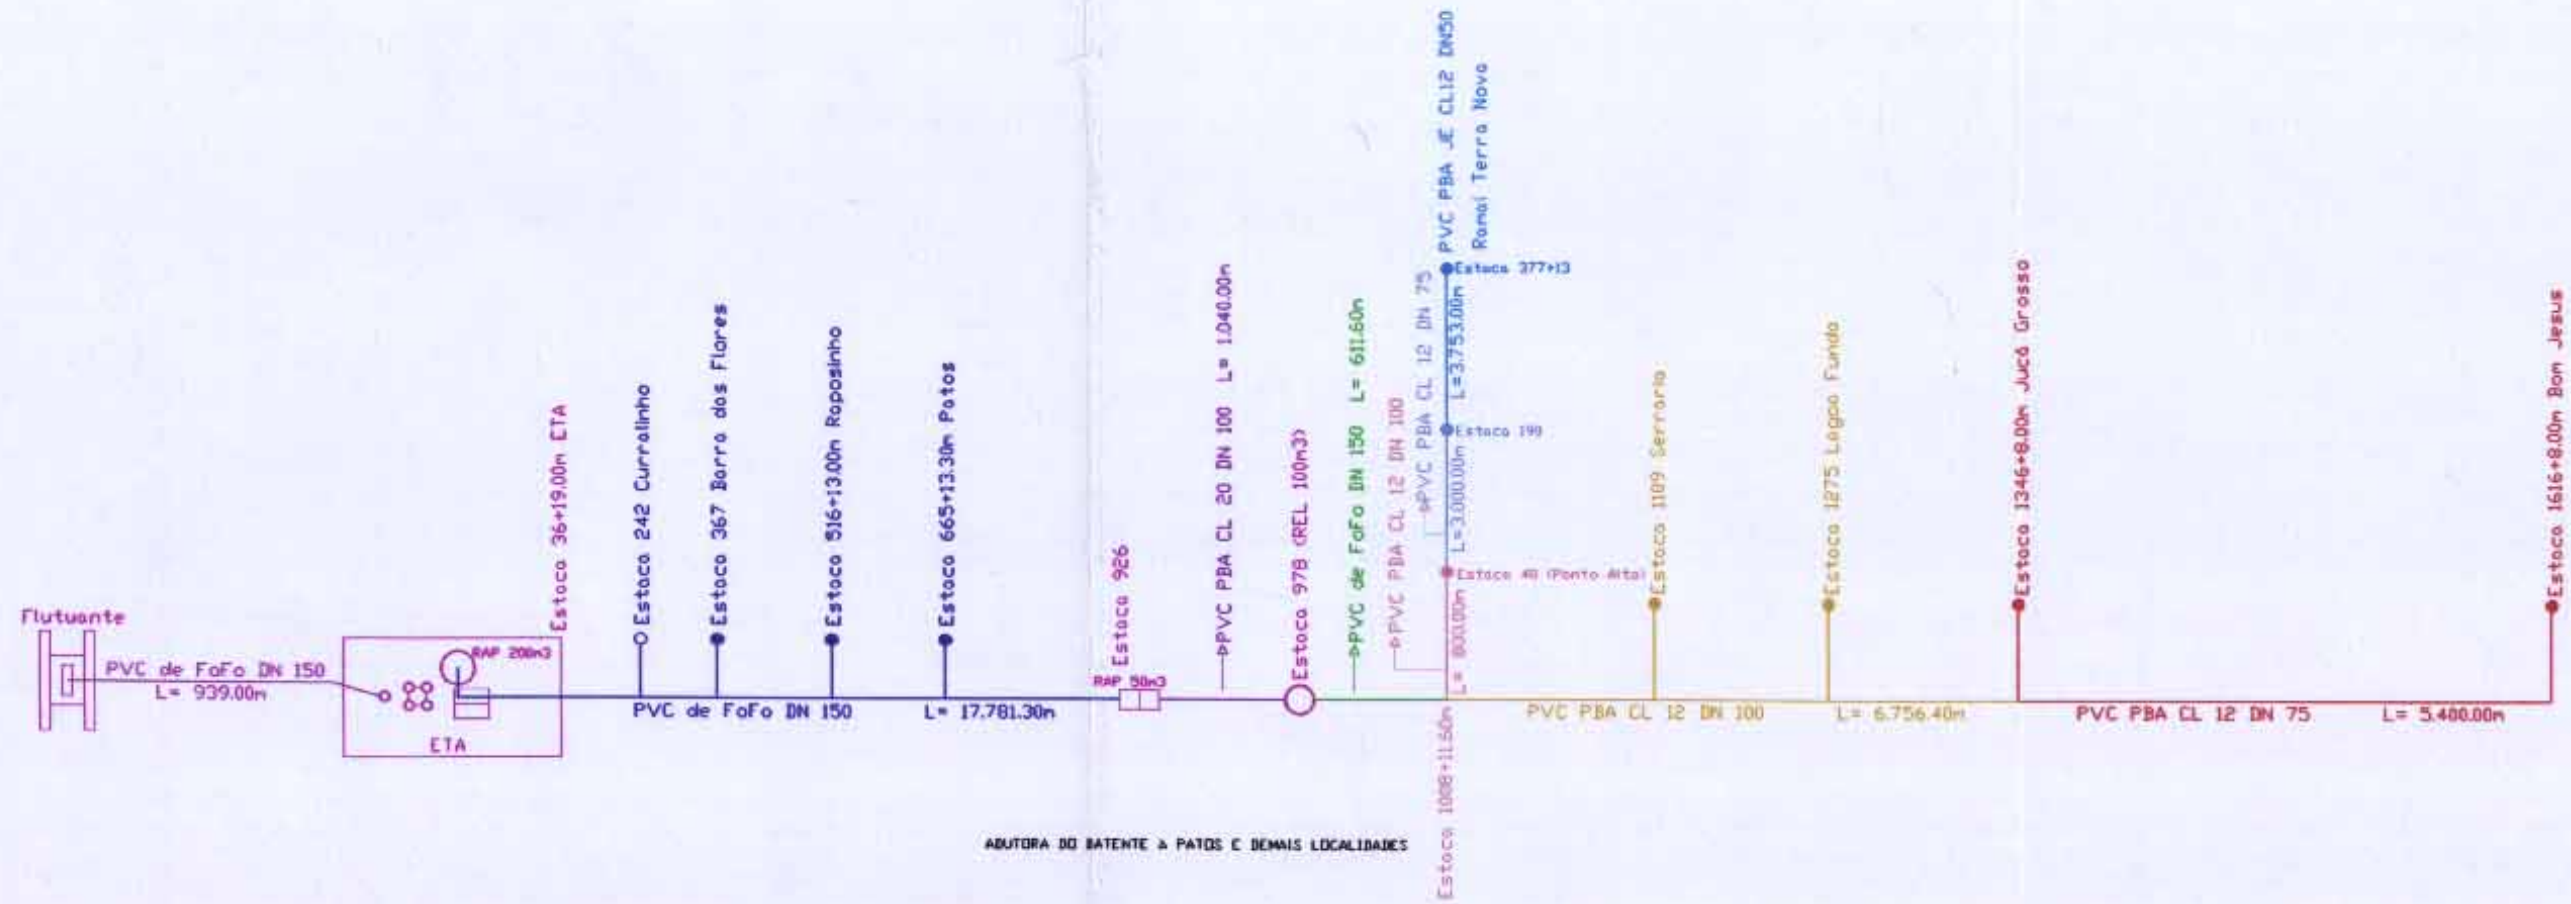 Flutuante
PVC de FoFo DN 150
L= 939.00m
RAP 200m3
ETA
Estaca 36+19.00m ETA
Estaca 242 Curralinho
Estaca 367 Barra das Flores
Estaca 516+13.00m Raposinho
Estaca 665+13.30m Patos
PVC de FoFo DN 150
L= 17.781.30m
Estaca 926
RAP 50m3
PVC PBA CL 20 DN 100 L= 1.040.00m
Estaca 978 (REL 100m3)
PVC de FoFo DN 150 L= 611.60m
PVC PBA CL 12 DN 100
PVC PBA CL 12 DN 75
PVC PBA JE CL12 DN50
Ramal Terra Nova
Estaca 377+13
L=3.753.00m
Estaca 190
L=3.000.00m
Estaca 40 (Ponto Alto)
L= 800.00m
Estaca 1008+11.60m
Estaca 1109 Serraria
Estaca 1275 Lagoa Funda
Estaca 1346+8.00m Jucá Grosso
Estaca 1616+8.00m Bom Jesus
PVC PBA CL 12 DN 100
L= 6.756.40m
PVC PBA CL 12 DN 75
L= 5.400.00m
ADUTORA DO BATENTE A PATOS E DEMAIS LOCALIDADES